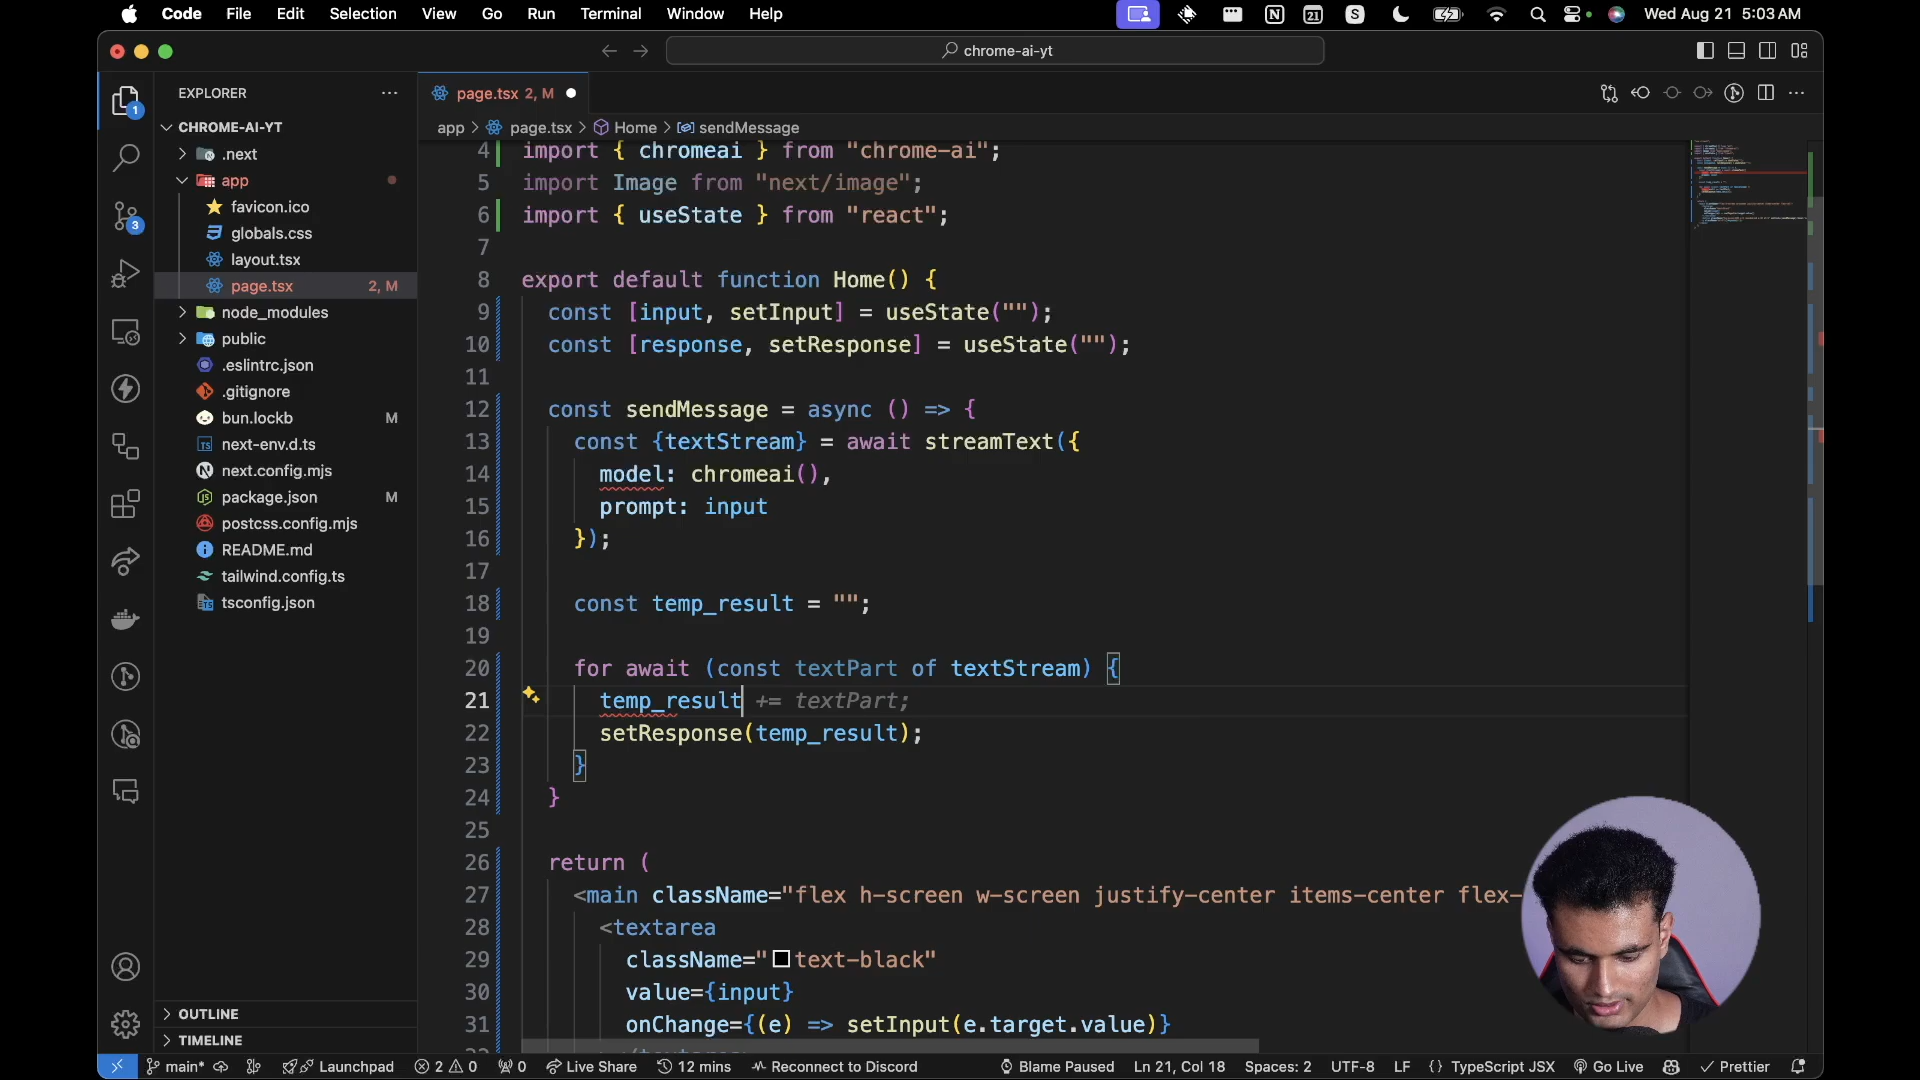 Code File Edit Selection View Go Run Terminal Window Help
21
S
Wed Aug 21 5:03 AM
chrome-ai-yt
EXPLORER
page.tsx 2, M
1
CHROME-AI-YT
app page.tsx Home sendMessage
.next
app
favicon.ico
3
globals.css
layout.tsx
page.tsx 2, M
node_modules
public
.eslintrc.json
.gitignore
bun.lockb M
next-env.d.ts
next.config.mjs
package.json M
postcss.config.mjs
README.md
tailwind.config.ts
tsconfig.json
OUTLINE
TIMELINE
4 import { chromeai } from "chrome-ai";
5 import Image from "next/image";
6 import { useState } from "react";
7
8 export default function Home() {
9 const [input, setInput] = useState("");
10 const [response, setResponse] = useState("");
11
12 const sendMessage = async () => {
13 const {textStream} = await streamText({
14 model: chromeai(),
15 prompt: input
16 });
17
18 const temp_result = "";
19
20 for await (const textPart of textStream) {
21 temp_result += textPart;
22 setResponse(temp_result);
23 }
24 }
25
26 return (
27 <main className="flex h-screen w-screen justify-center items-center flex-
28 <textarea
29 className="text-black"
30 value={input}
31 onChange={(e) => setInput(e.target.value)}
main* Launchpad 2 0 0 Live Share 12 mins Reconnect to Discord Blame Paused Ln 21, Col 18 Spaces: 2 UTF-8 LF {} TypeScript JSX Go Live Prettier